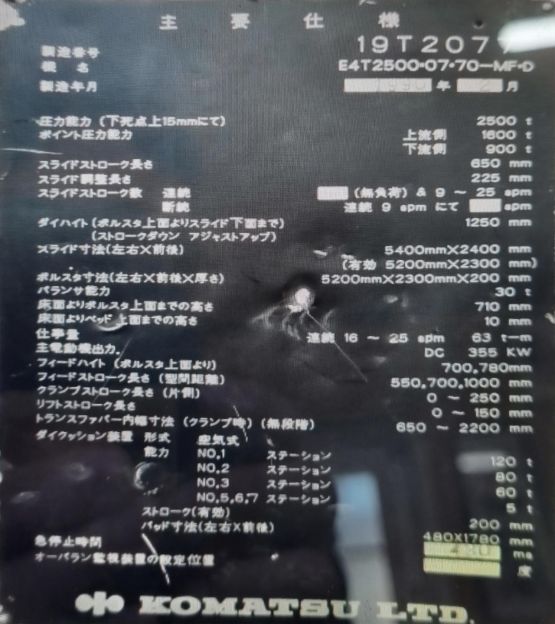 主要仕様
製造番号 19T207
機名 E4T2500-07-70-MF-D
製造年月 1990年 2月
圧力能力 (下死点上15mmにて) 2500 t
ポイント圧力能力 上流側 1600 t
下流側 900 t
スライドストローク長さ 650 mm
スライド調整長さ 225 mm
スライドストローク数 連続 (無負荷) & 9 ~ 25 spm
断続 連続 9 spm にて spm
ダイハイト (ボルスタ上面よりスライド下面まで) 1250 mm
(ストロークダウン アジャストアップ)
スライド寸法 (左右×前後) 5400mm×2400 mm
(有効 5200mm×2300 mm)
ボルスタ寸法 (左右×前後×厚さ) 5200mm×2300mm×200 mm
バランサ能力 30 t
床面よりボルスタ上面までの高さ 710 mm
床面よりベッド上面までの高さ 10 mm
仕事量 連続 16 ~ 25 spm 63 t-m
主電動機出力 DC 355 KW
フィードハイト (ボルスタ上面より) 700,780mm
フィードストローク長さ (型間距離) 550,700,1000 mm
クランプストローク長さ (片側) 0 ~ 250 mm
リフトストローク長さ 0 ~ 150 mm
トランスファバー内幅寸法 (クランプ時) (無段階) 650 ~ 2200 mm
ダイクッション装置 形式 空気式
能力 NO,1 ステーション 120 t
NO,2 ステーション 80 t
NO,3 ステーション 60 t
NO,5,6,7 ステーション 5 t
ストローク (有効) 200 mm
パッド寸法 (左右×前後) 480×1780 mm
急停止時間 ms
オーバラン監視装置の設定位置 度
KOMATSU LTD.